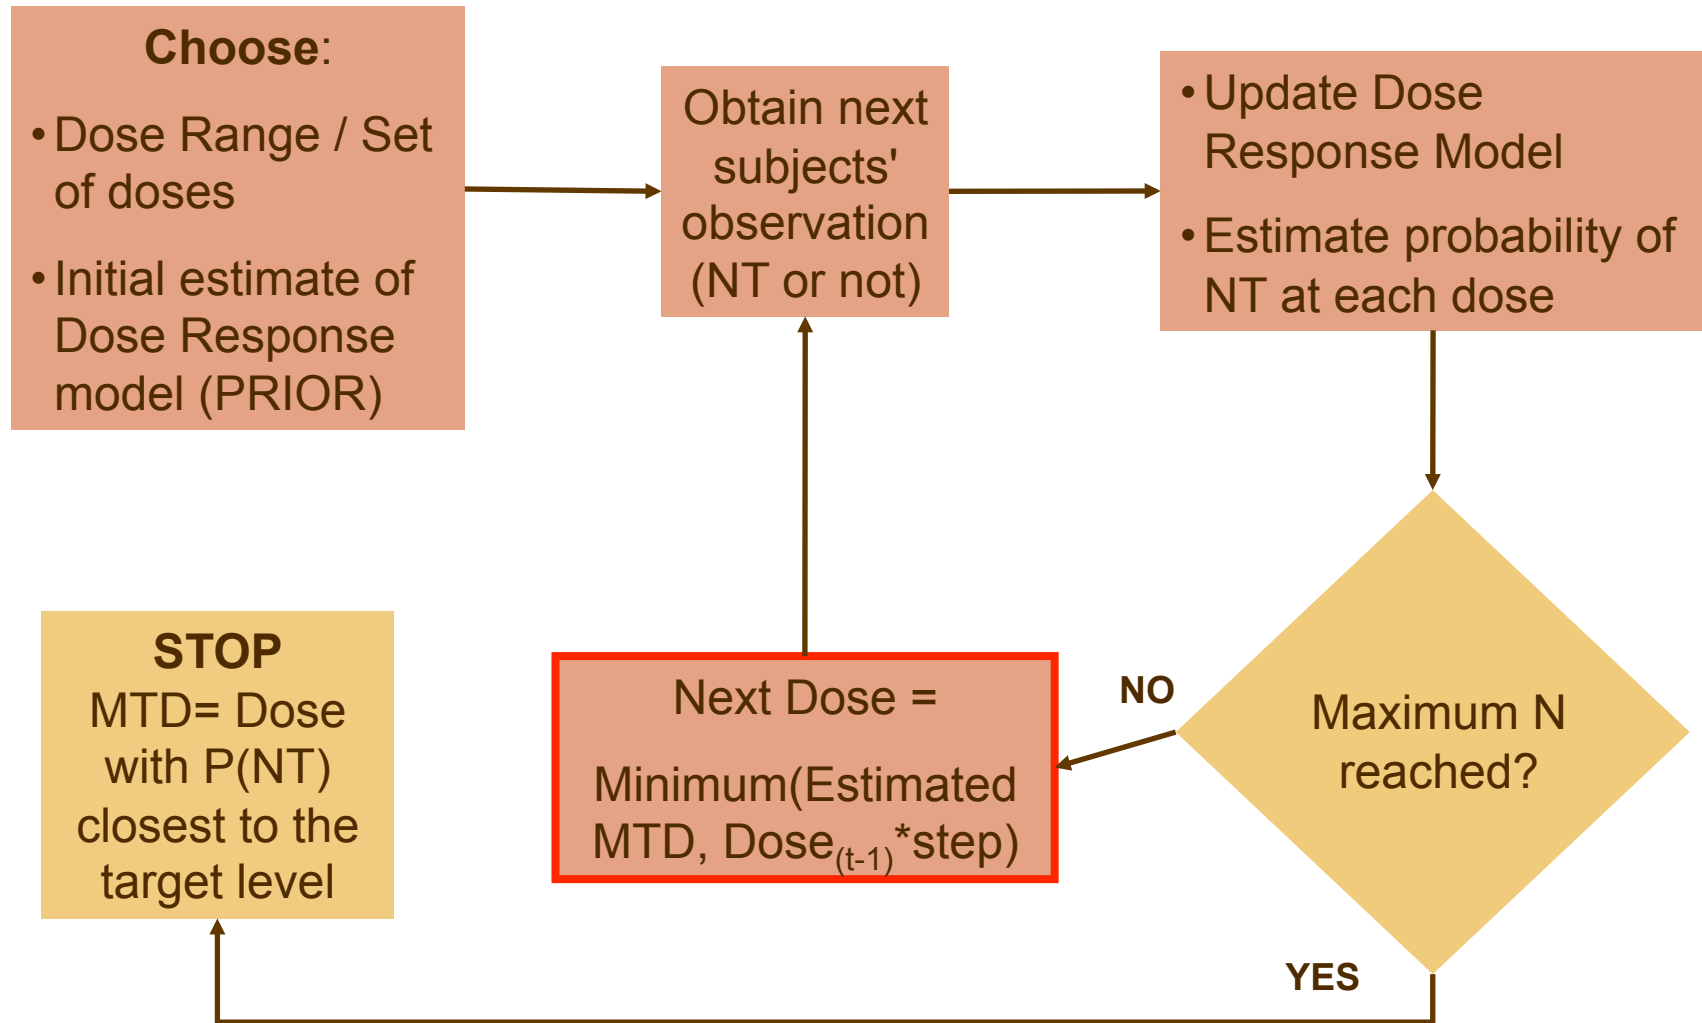 Choose:
• Dose Range / Set
of doses
• Initial estimate of
Dose Response
model (PRIOR)
Obtain next
subjects'
observation
(NT or not)
• Update Dose
Response Model
• Estimate probability of
NT at each dose
Maximum N
reached?
NO
Next Dose =
Minimum(Estimated
MTD, Dose(t-1)*step)
YES
STOP
MTD= Dose
with P(NT)
closest to the
target level